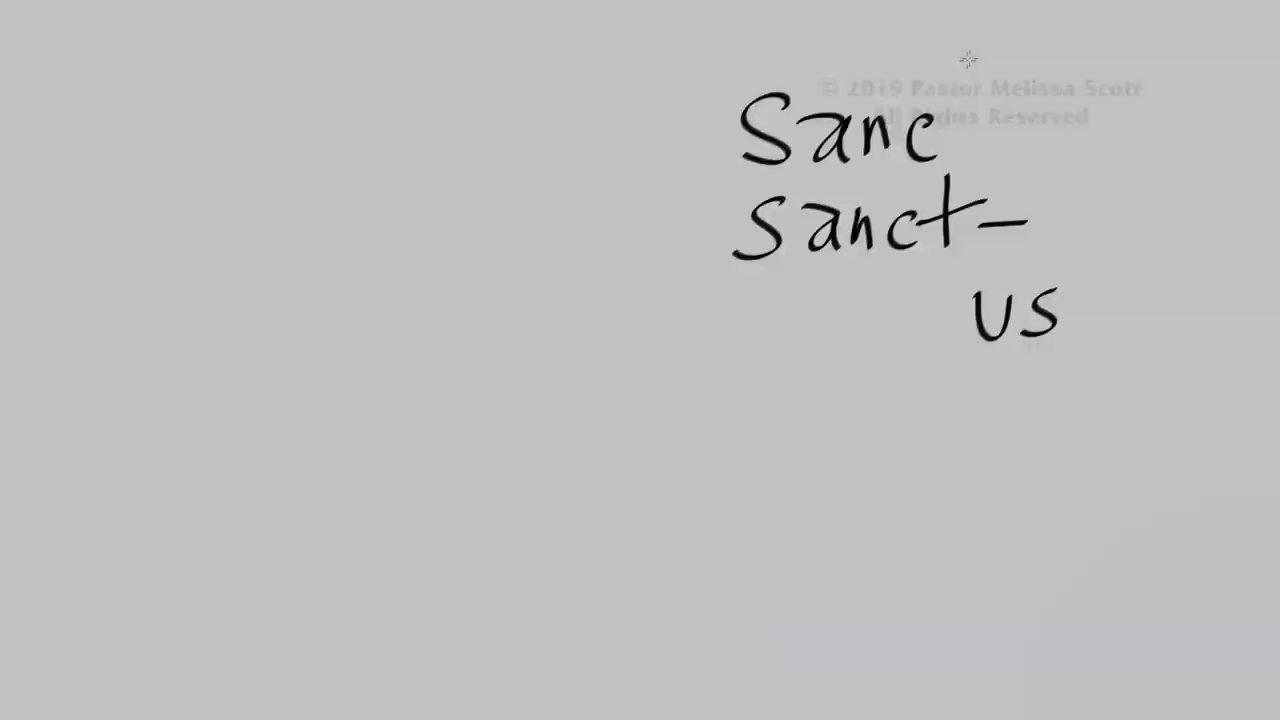 © 2019 Pastor Melissa Scott
All Rights Reserved
Sanc
Sanct-
us